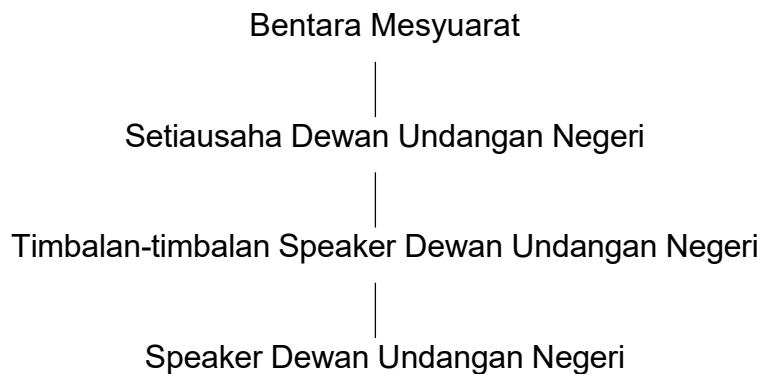 Bentara Mesyuarat
Setiausaha Dewan Undangan Negeri
Timbalan-timbalan Speaker Dewan Undangan Negeri
Speaker Dewan Undangan Negeri